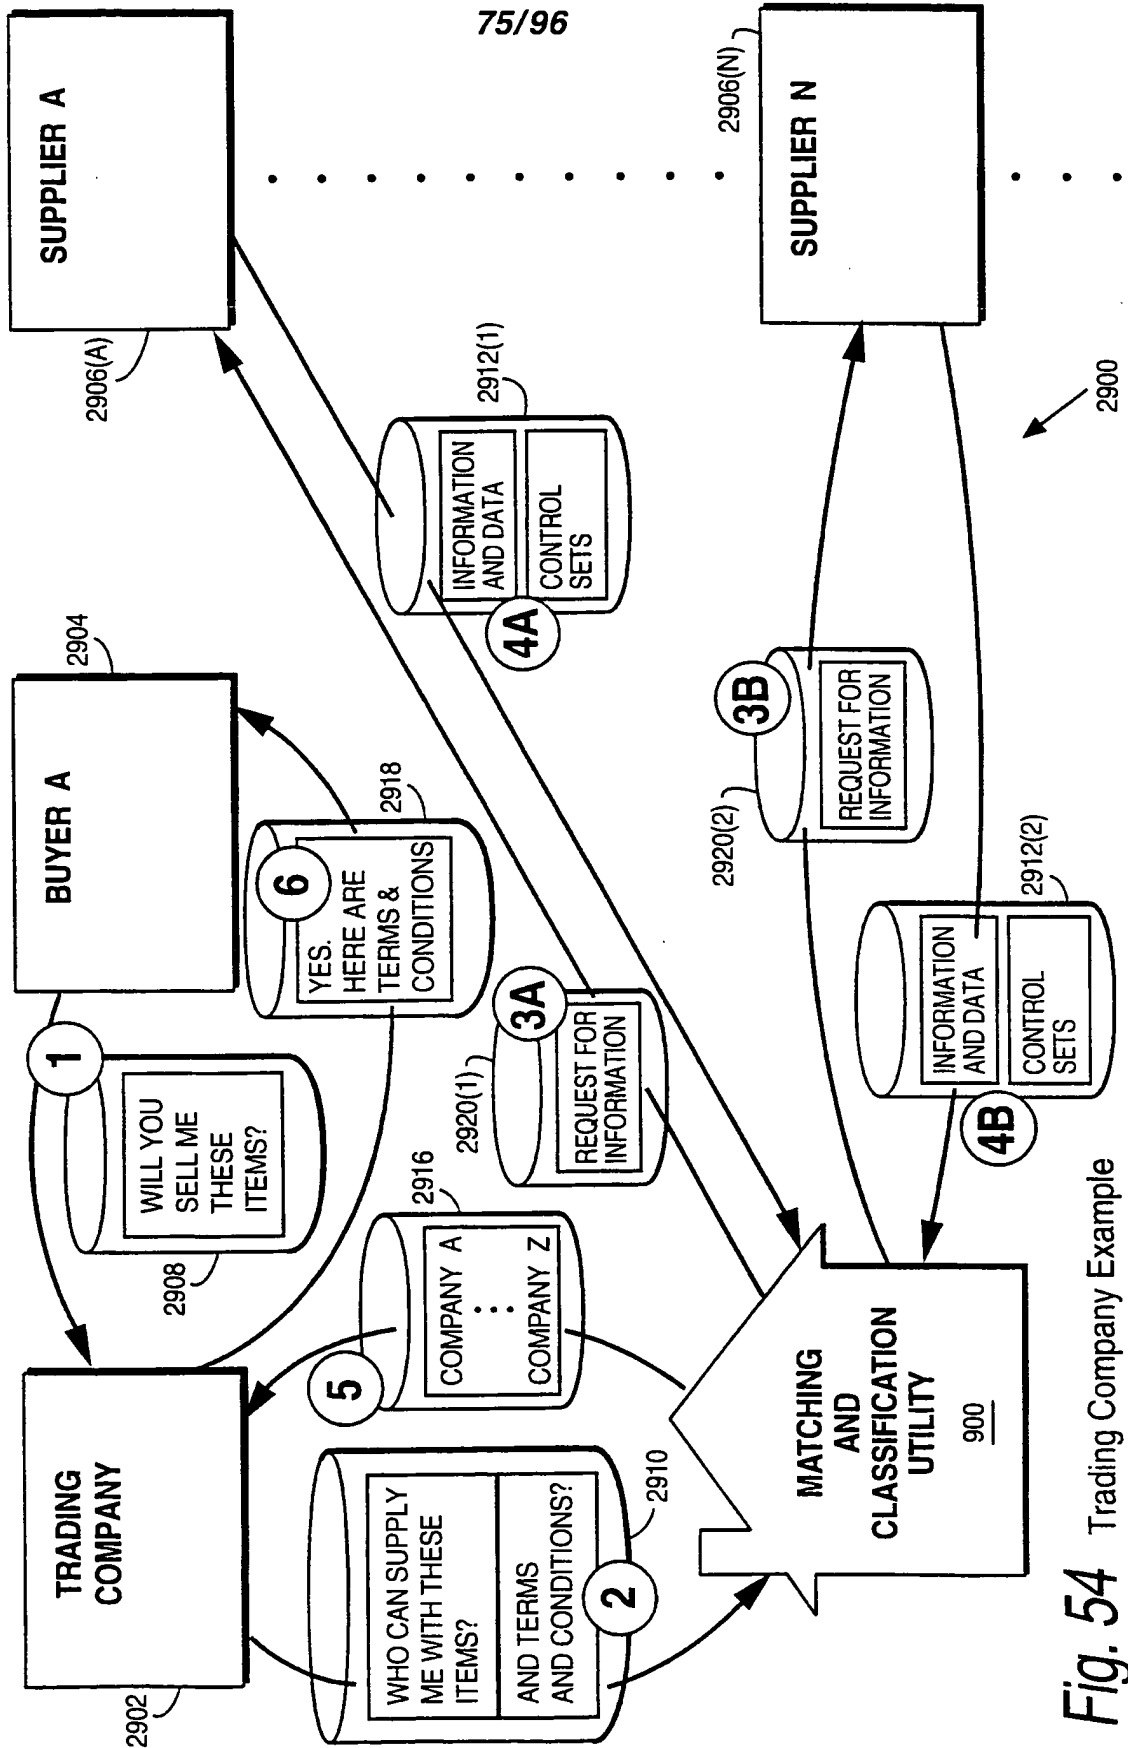 75/96
TRADING
COMPANY
2902
BUYER A
2904
SUPPLIER A
2906(A)
1
WILL YOU
SELL ME
THESE
ITEMS?
2908
6
YES.
HERE ARE
TERMS &
CONDITIONS
2918
WHO CAN SUPPLY
ME WITH THESE
ITEMS?
AND TERMS
AND CONDITIONS?
2
2910
5
COMPANY A
COMPANY Z
2916
3A
REQUEST FOR
INFORMATION
2920(1)
4A
INFORMATION
AND DATA
CONTROL
SETS
2912(1)
MATCHING
AND
CLASSIFICATION
UTILITY
900
3B
REQUEST FOR
INFORMATION
2920(2)
4B
INFORMATION
AND DATA
CONTROL
SETS
2912(2)
SUPPLIER N
2906(N)
2900
Fig. 54 Trading Company Example